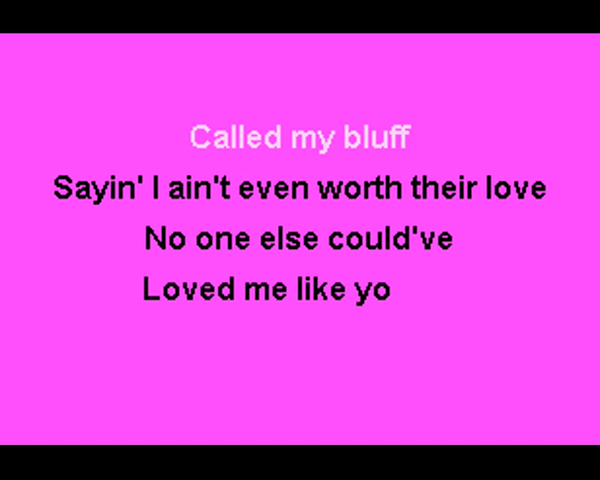 Called my bluff
Sayin' I ain't even worth their love
No one else could've
Loved me like yo